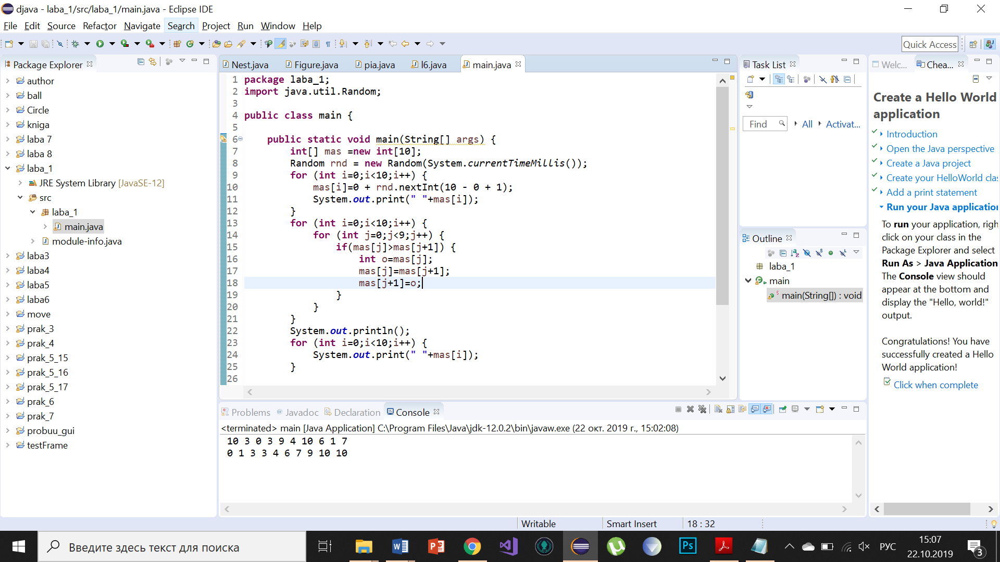 djava - laba_1/src/laba_1/main.java - Eclipse IDE
File Edit Source Refactor Navigate Search Project Run Window Help
Quick Access
Package Explorer
author
ball
Circle
kniga
laba 7
laba 8
laba_1
JRE System Library [JavaSE-12]
src
laba_1
main.java
module-info.java
laba3
laba4
laba5
laba6
move
prak_3
prak_4
prak_5_15
prak_5_16
prak_5_17
prak_6
prak_7
probuu_gui
testFrame
Nest.java Figure.java pia.java l6.java main.java
1 package laba_1;
2 import java.util.Random;
3
4 public class main {
5
6 public static void main(String[] args) {
7 int[] mas =new int[10];
8 Random rnd = new Random(System.currentTimeMillis());
9 for (int i=0;i<10;i++) {
10 mas[i]=0 + rnd.nextInt(10 - 0 + 1);
11 System.out.print(" "+mas[i]);
12 }
13 for (int i=0;i<10;i++) {
14 for (int j=0;j<9;j++) {
15 if(mas[j]>mas[j+1]) {
16 int o=mas[j];
17 mas[j]=mas[j+1];
18 mas[j+1]=o;
19 }
20 }
21 }
22 System.out.println();
23 for (int i=0;i<10;i++) {
24 System.out.print(" "+mas[i]);
25 }
26
Problems Javadoc Declaration Console
<terminated> main [Java Application] C:\Program Files\Java\jdk-12.0.2\bin\javaw.exe (22 окт. 2019 г., 15:02:08)
10 3 0 3 9 4 10 6 1 7
0 1 3 3 4 6 7 9 10 10
Task List
Find All Activat...
Outline
laba_1
main
main(String[]) : void
Welc... Chea...
Create a Hello World
application
Introduction
Open the Java perspective
Create a Java project
Create your HelloWorld clas
Add a print statement
Run your Java application
To run your application, righ
click on your class in the
Package Explorer and select
Run As > Java Application
The Console view should
appear at the bottom and
display the "Hello, world!"
output.
Congratulations! You have
successfully created a Hello
World application!
Click when complete
Writable Smart Insert 18 : 32
Введите здесь текст для поиска
Ps
РУС
15:07
22.10.2019
3